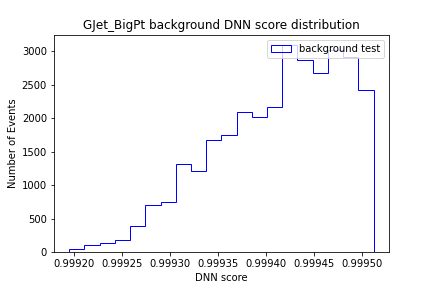 GJet_BigPt background DNN score distribution
background test
Number of Events
3000
2500
2000
1500
1000
500
0
0.99920 0.99925 0.99930 0.99935 0.99940 0.99945 0.99950
DNN score